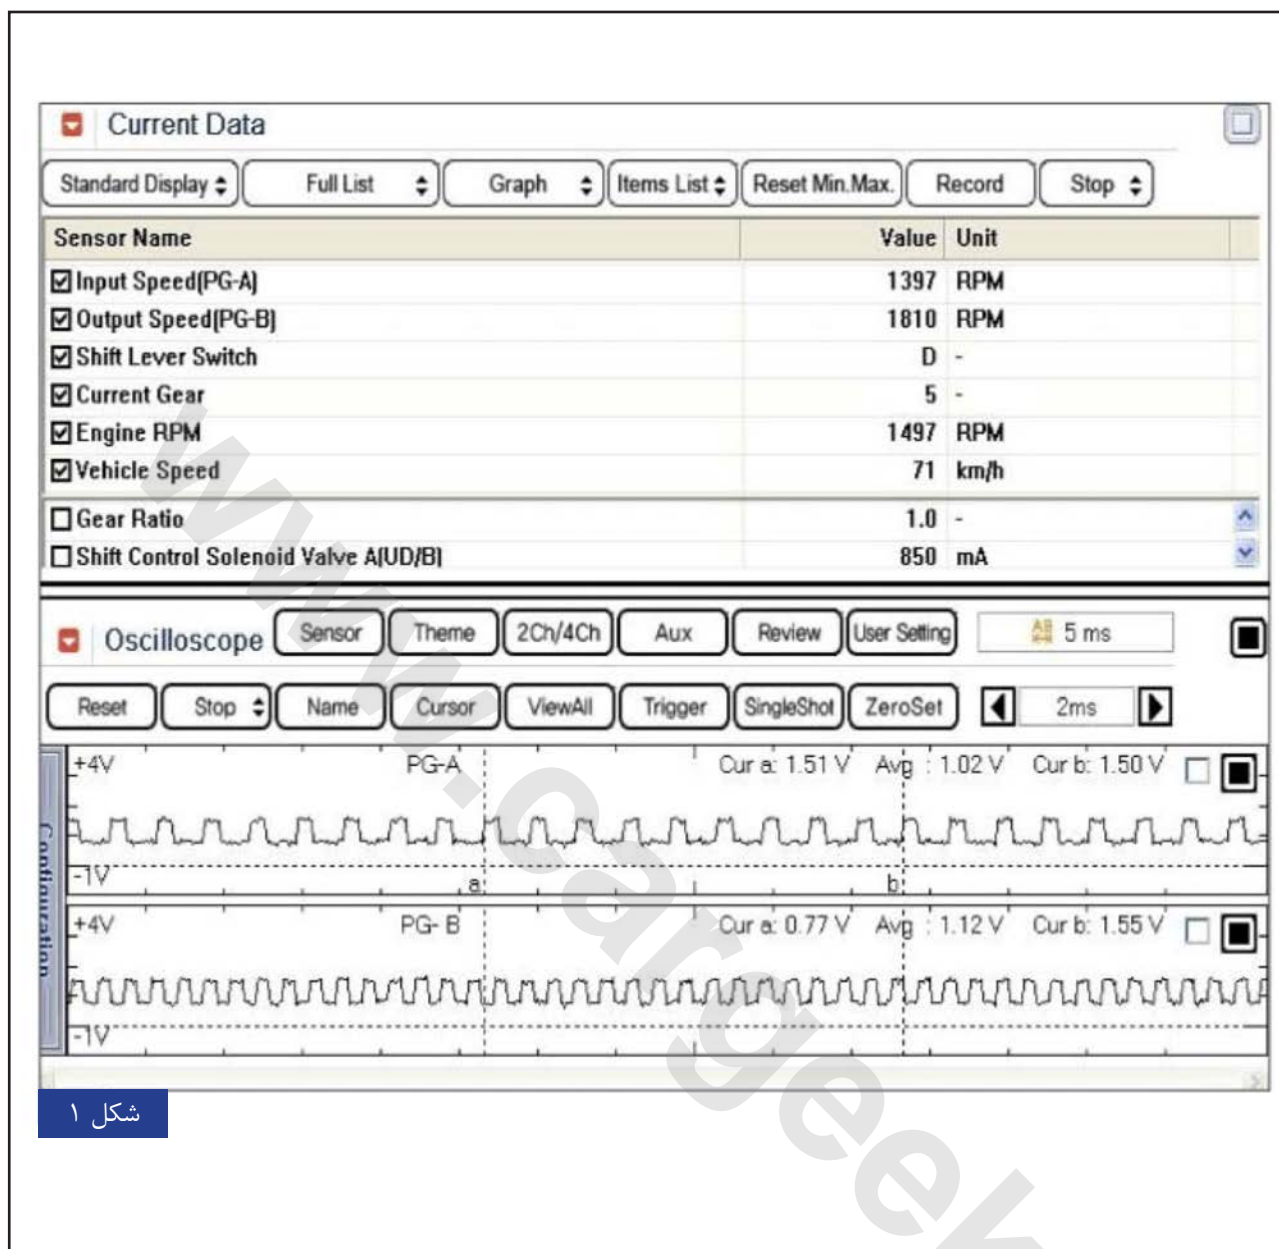 Current Data
Standard Display Full List Graph Items List Reset Min.Max. Record Stop
Sensor Name Value Unit
Input Speed(PG-A) 1397 RPM
Output Speed(PG-B) 1810 RPM
Shift Lever Switch D -
Current Gear 5 -
Engine RPM 1497 RPM
Vehicle Speed 71 km/h
Gear Ratio 1.0 -
Shift Control Solenoid Valve A(UD/B) 850 mA
Oscilloscope Sensor Theme 2Ch/4Ch Aux Review User Setting 5 ms
Reset Stop Name Cursor ViewAll Trigger SingleShot ZeroSet 2ms
Configuration
+4V PG-A Cur a: 1.51 V Avg : 1.02 V Cur b: 1.50 V
-1V a b
+4V PG- B Cur a: 0.77 V Avg : 1.12 V Cur b: 1.55 V
-1V
شکل ۱